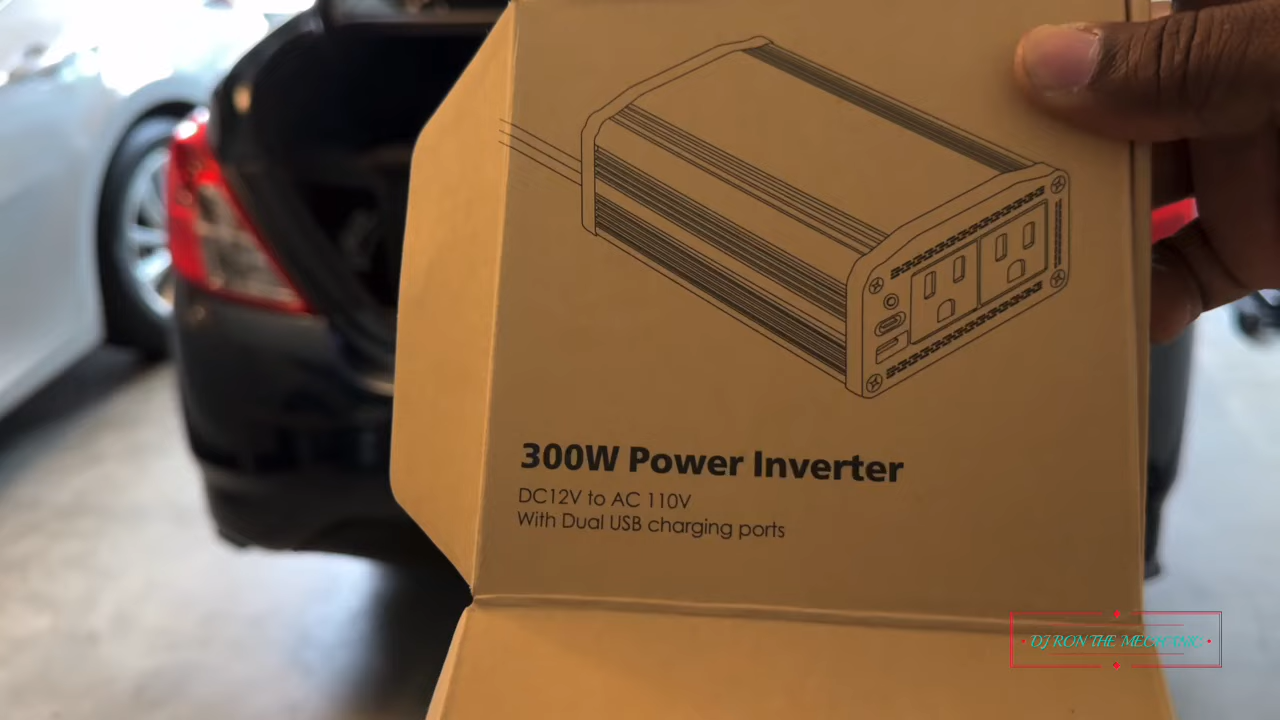 300W Power Inverter
DC12V to AC 110V
With Dual USB charging ports
DJ RON THE MECHANIC